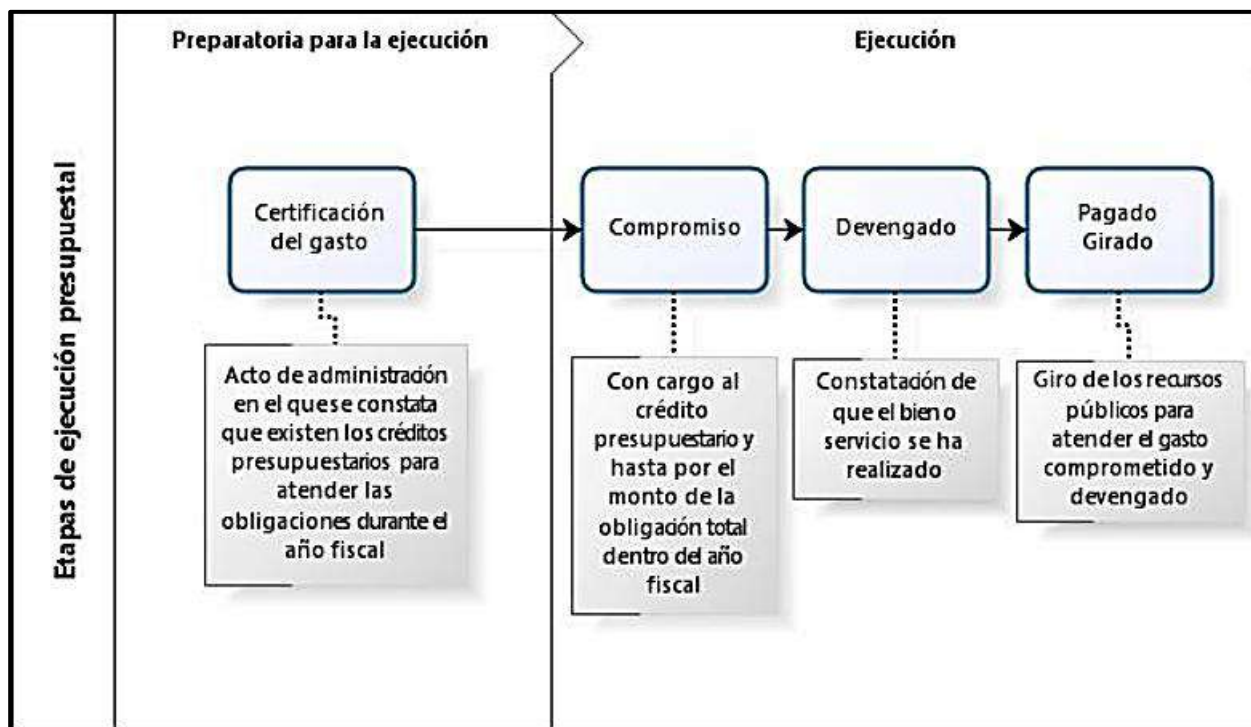 Etapas de ejecución presupuestal
Preparatoria para la ejecución
Certificación
del gasto
Acto de administración
en el que se constata
que existen los créditos
presupuestarios para
atender las
obligaciones durante el
año fiscal
Ejecución
Compromiso
Con cargo al
crédito
presupuestario y
hasta por el
monto de la
obligación total
dentro del año
fiscal
Devengado
Constatación de
que el bien o
servicio se ha
realizado
Pagado
Girado
Giro de los recursos
públicos para
atender el gasto
comprometido y
devengado